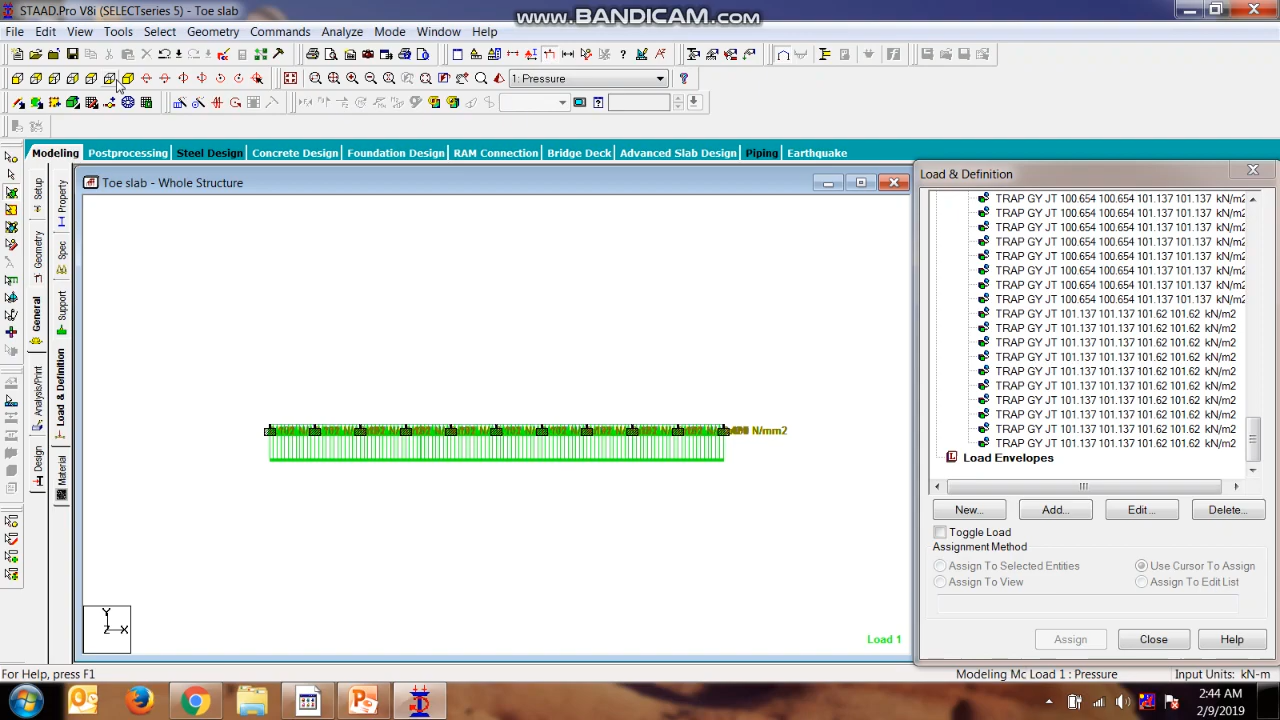 STAAD.Pro V8i (SELECTseries 5) - Toe slab
www.BANDICAM.com
File Edit View Tools Select Geometry Commands Analyze Mode Window Help
1: Pressure
Modeling Postprocessing Steel Design Concrete Design Foundation Design RAM Connection Bridge Deck Advanced Slab Design Piping Earthquake
Setup
Geometry
General
Analysis/Print
Design
Property
Spec
Support
Load & Definition
Material
Toe slab - Whole Structure
N/mm2
Y
Z X
Load 1
Load & Definition
TRAP GY JT 100.654 100.654 101.137 101.137 kN/m2
TRAP GY JT 100.654 100.654 101.137 101.137 kN/m2
TRAP GY JT 100.654 100.654 101.137 101.137 kN/m2
TRAP GY JT 100.654 100.654 101.137 101.137 kN/m2
TRAP GY JT 100.654 100.654 101.137 101.137 kN/m2
TRAP GY JT 100.654 100.654 101.137 101.137 kN/m2
TRAP GY JT 100.654 100.654 101.137 101.137 kN/m2
TRAP GY JT 100.654 100.654 101.137 101.137 kN/m2
TRAP GY JT 101.137 101.137 101.62 101.62 kN/m2
TRAP GY JT 101.137 101.137 101.62 101.62 kN/m2
TRAP GY JT 101.137 101.137 101.62 101.62 kN/m2
TRAP GY JT 101.137 101.137 101.62 101.62 kN/m2
TRAP GY JT 101.137 101.137 101.62 101.62 kN/m2
TRAP GY JT 101.137 101.137 101.62 101.62 kN/m2
TRAP GY JT 101.137 101.137 101.62 101.62 kN/m2
TRAP GY JT 101.137 101.137 101.62 101.62 kN/m2
TRAP GY JT 101.137 101.137 101.62 101.62 kN/m2
TRAP GY JT 101.137 101.137 101.62 101.62 kN/m2
Load Envelopes
New... Add... Edit... Delete...
Toggle Load
Assignment Method
Assign To Selected Entities Use Cursor To Assign
Assign To View Assign To Edit List
Assign Close Help
For Help, press F1
Modeling Mc Load 1 : Pressure Input Units: kN-m
2:44 AM
2/9/2019